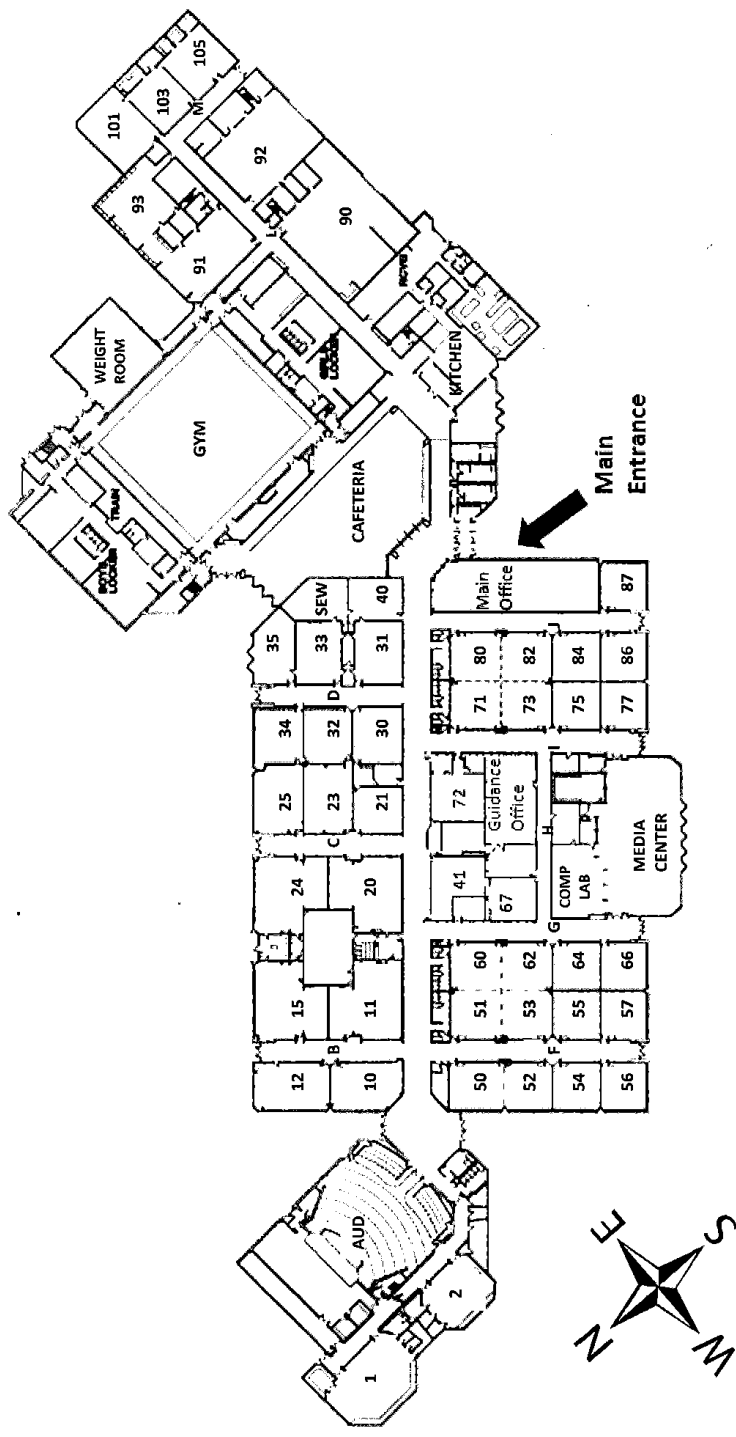 101
103
105
M
93
91
92
L
90
WEIGHT
ROOM
GYM
BOYS
LOCKER
TRAIN
GIRLS
LOCKER
RCVG
KITCHEN
CAFETERIA
Main
Entrance
1
AUD
2
12
15
24
25
34
35
B
C
23
32
D
33
SEW
10
11
20
21
30
31
40
50
51
60
41
72
71
80
Main
Office
52
53
62
67
Guidance
Office
73
82
F
G
H
I
J
54
55
64
COMP
LAB
75
84
56
57
66
MEDIA
CENTER
77
86
87
N
E
S
W